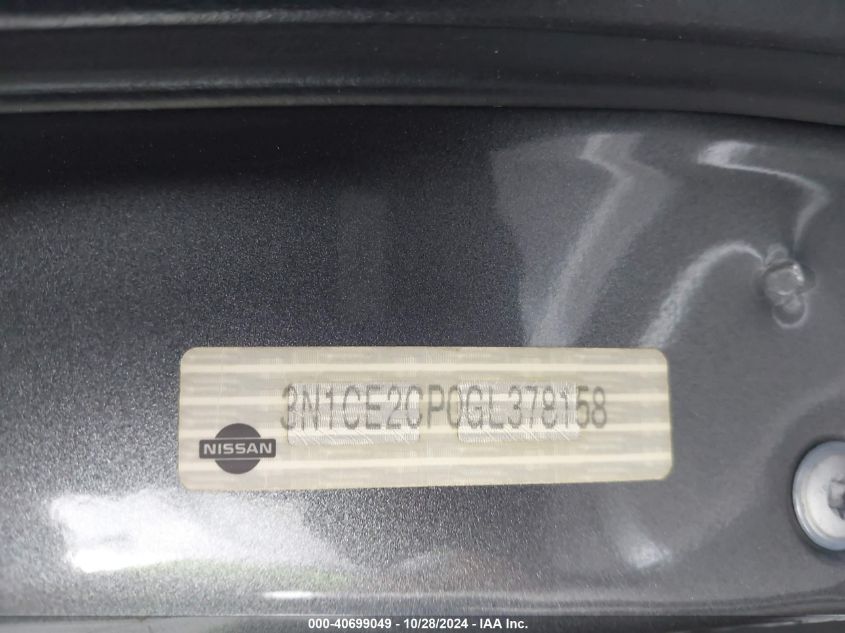 3N1CE2CP0GL378158
NISSAN
000-40699049 - 10/28/2024 - IAA Inc.